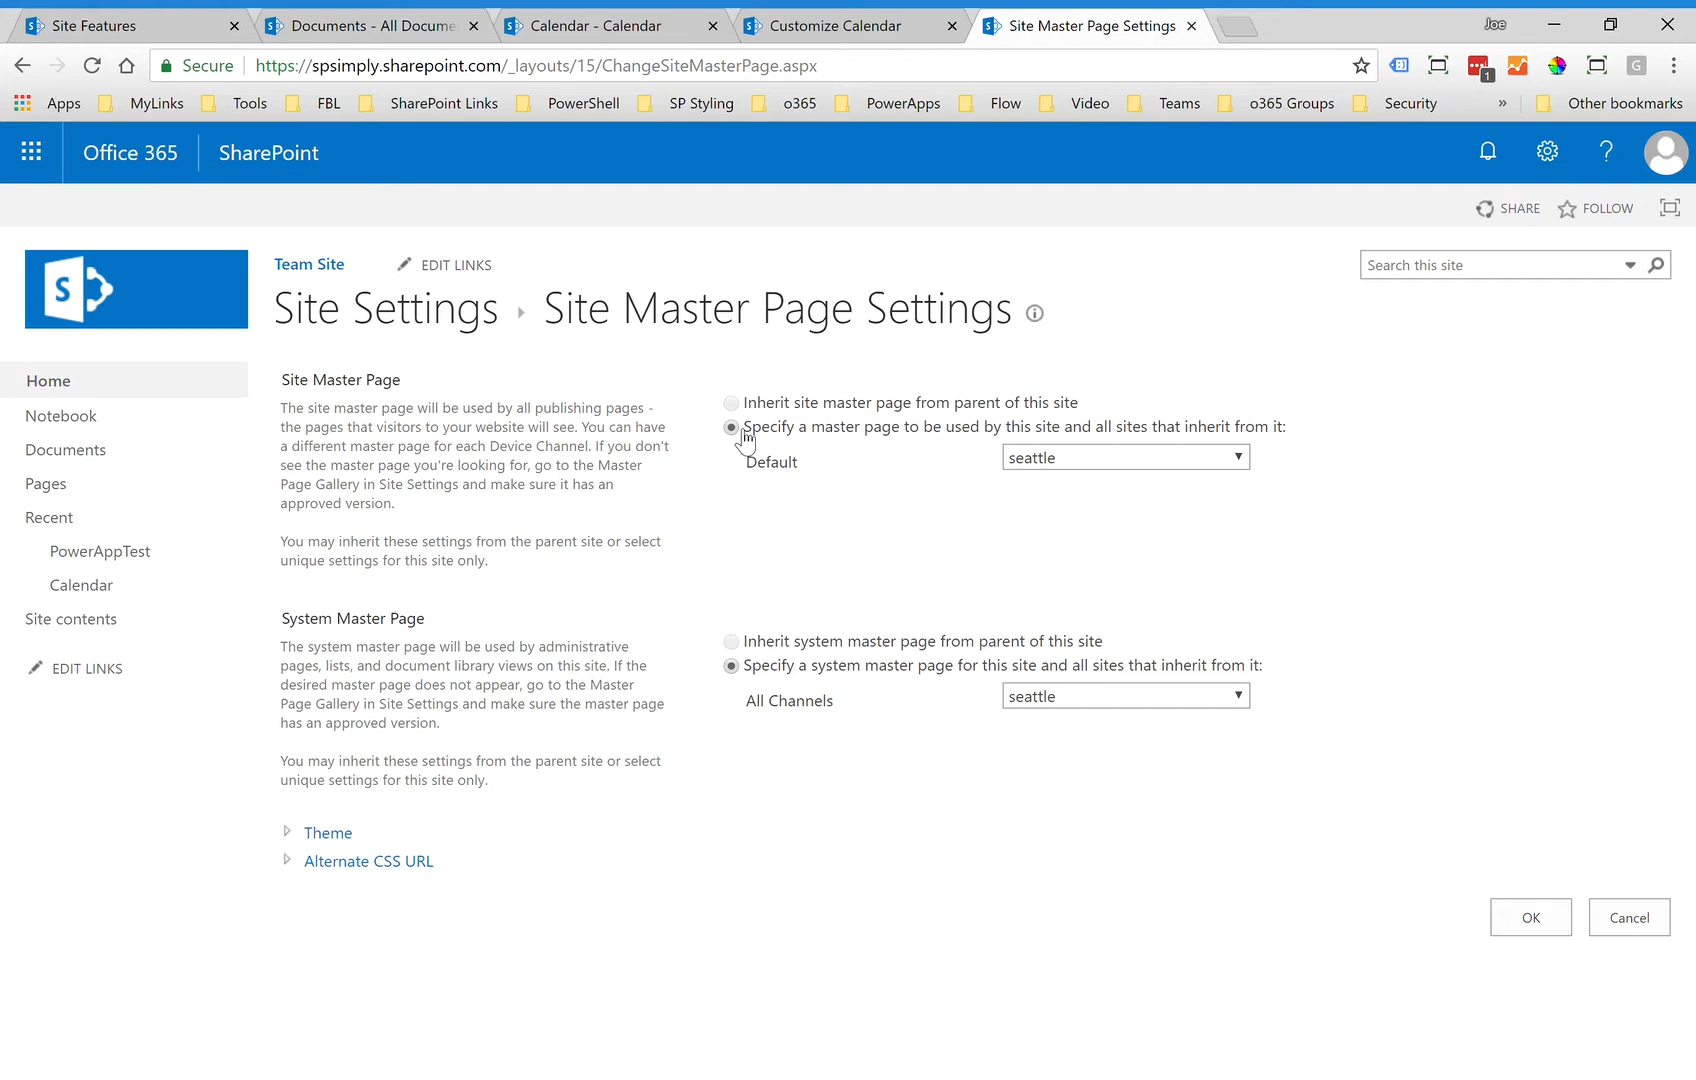 Site Features
Documents - All Docume
Calendar - Calendar
Customize Calendar
Site Master Page Settings
Joe
Secure
https://spsimply.sharepoint.com/_layouts/15/ChangeSiteMasterPage.aspx
1
G
Apps
MyLinks
Tools
FBL
SharePoint Links
PowerShell
SP Styling
o365
PowerApps
Flow
Video
Teams
o365 Groups
Security
»
Other bookmarks
Office 365
SharePoint
?
SHARE
FOLLOW
S
Team Site
EDIT LINKS
Search this site
Site Settings
Site Master Page Settings
Home
Notebook
Documents
Pages
Recent
PowerAppTest
Calendar
Site contents
EDIT LINKS
Site Master Page
The site master page will be used by all publishing pages -
the pages that visitors to your website will see. You can have
a different master page for each Device Channel. If you don't
see the master page you're looking for, go to the Master
Page Gallery in Site Settings and make sure it has an
approved version.
You may inherit these settings from the parent site or select
unique settings for this site only.
Inherit site master page from parent of this site
Specify a master page to be used by this site and all sites that inherit from it:
Default
seattle
System Master Page
The system master page will be used by administrative
pages, lists, and document library views on this site. If the
desired master page does not appear, go to the Master
Page Gallery in Site Settings and make sure the master page
has an approved version.
You may inherit these settings from the parent site or select
unique settings for this site only.
Inherit system master page from parent of this site
Specify a system master page for this site and all sites that inherit from it:
All Channels
seattle
Theme
Alternate CSS URL
OK
Cancel